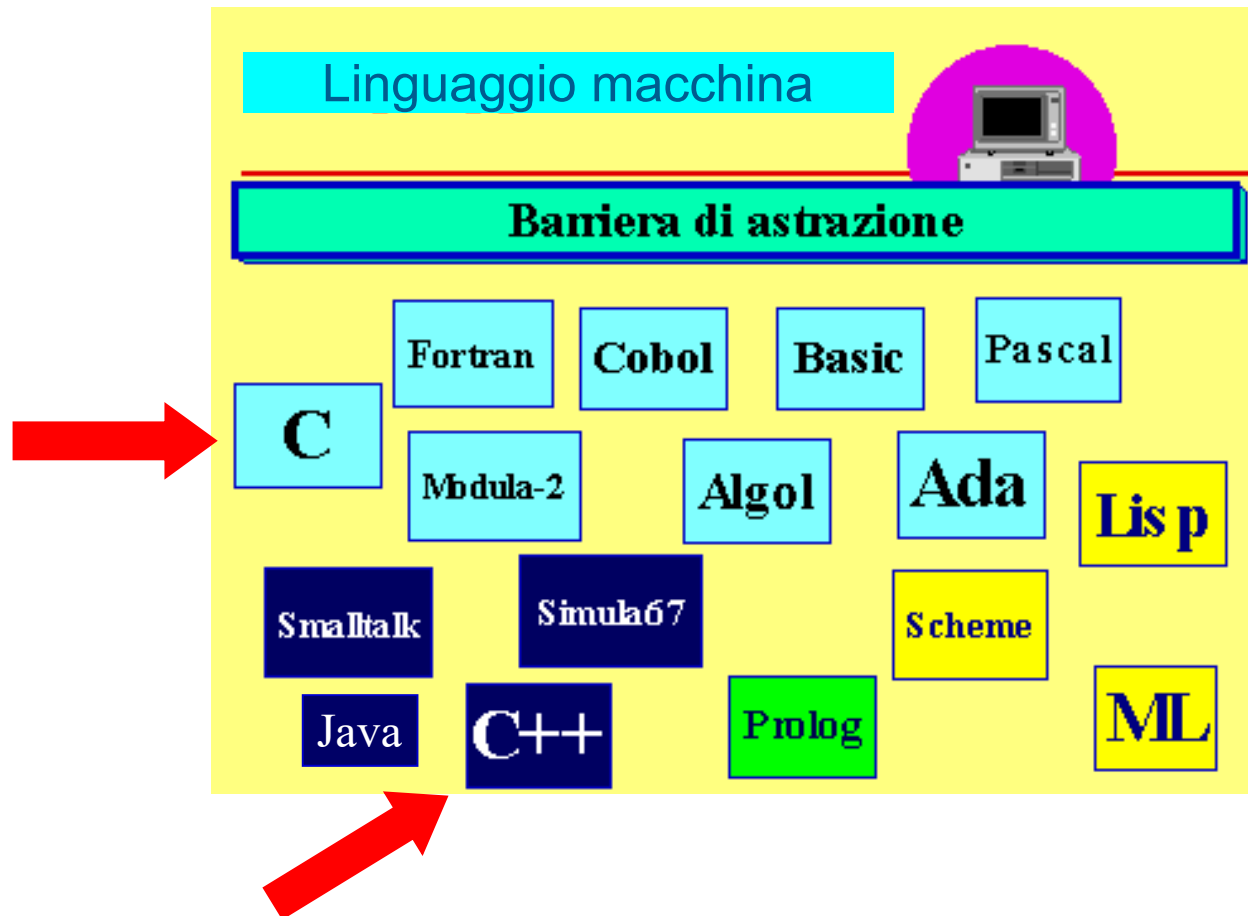 Linguaggio macchina
Barriera di astrazione
Fortran
Cobol
Basic
Pascal
C
Modula-2
Algol
Ada
Lisp
Smalltalk
Simula67
Scheme
Java
C++
Prolog
ML